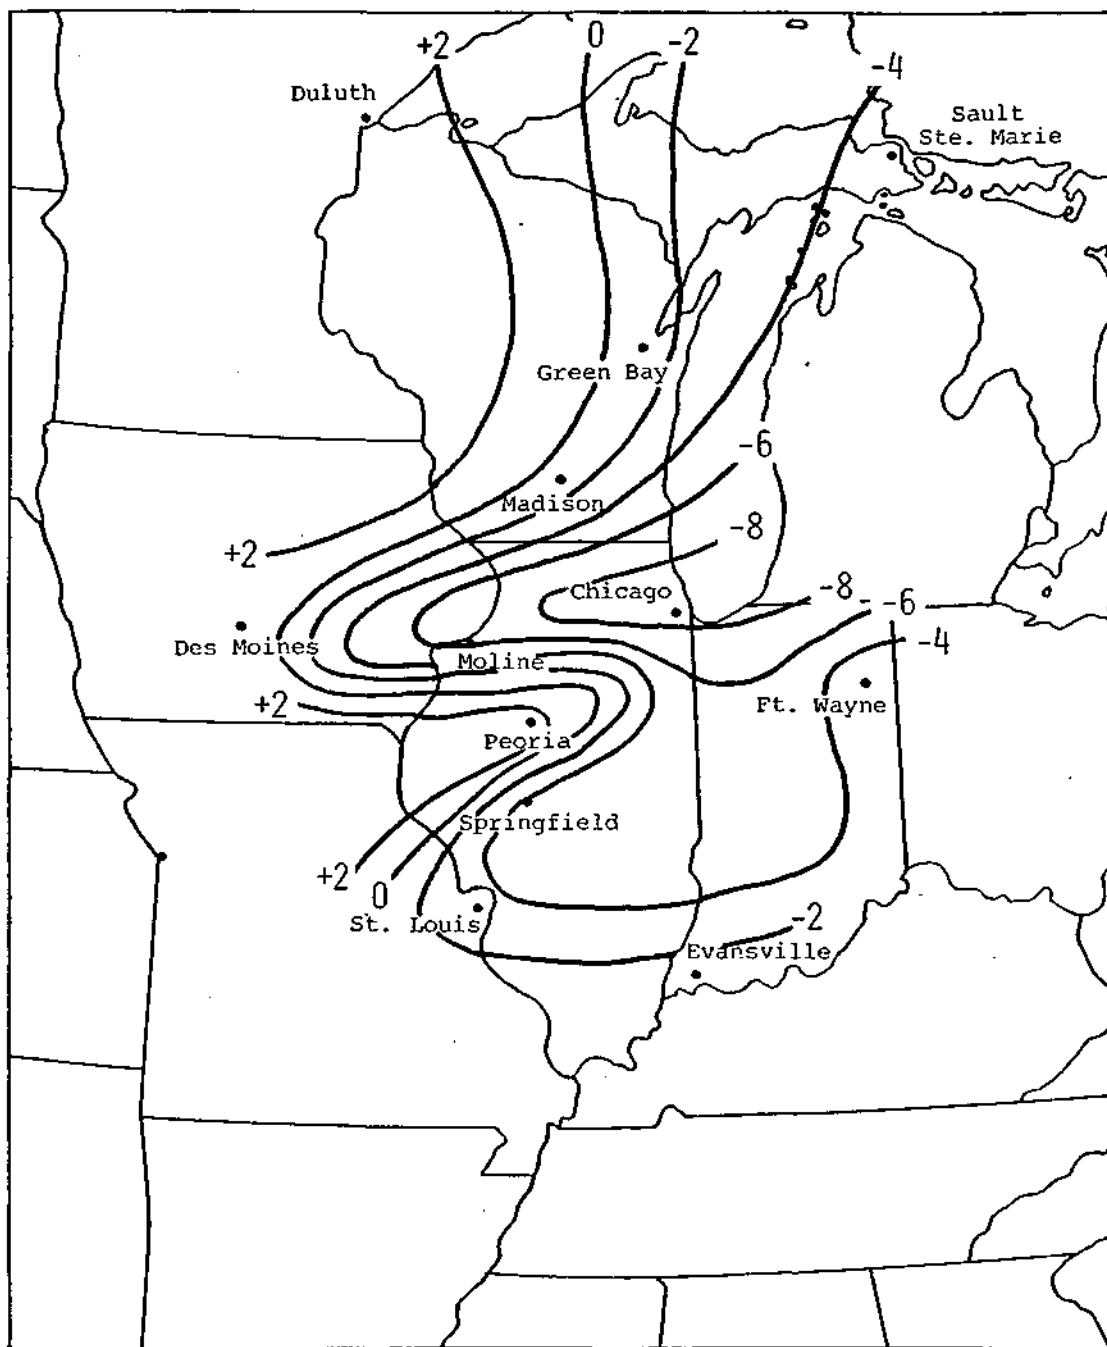 +2
0
-2
-4
Duluth
Sault
Ste. Marie
Green Bay
-6
Madison
-8
+2
Chicago
-8
-6
Des Moines
Moline
-4
+2
Ft. Wayne
Peoria
Springfield
+2
0
St. Louis
-2
Evansville